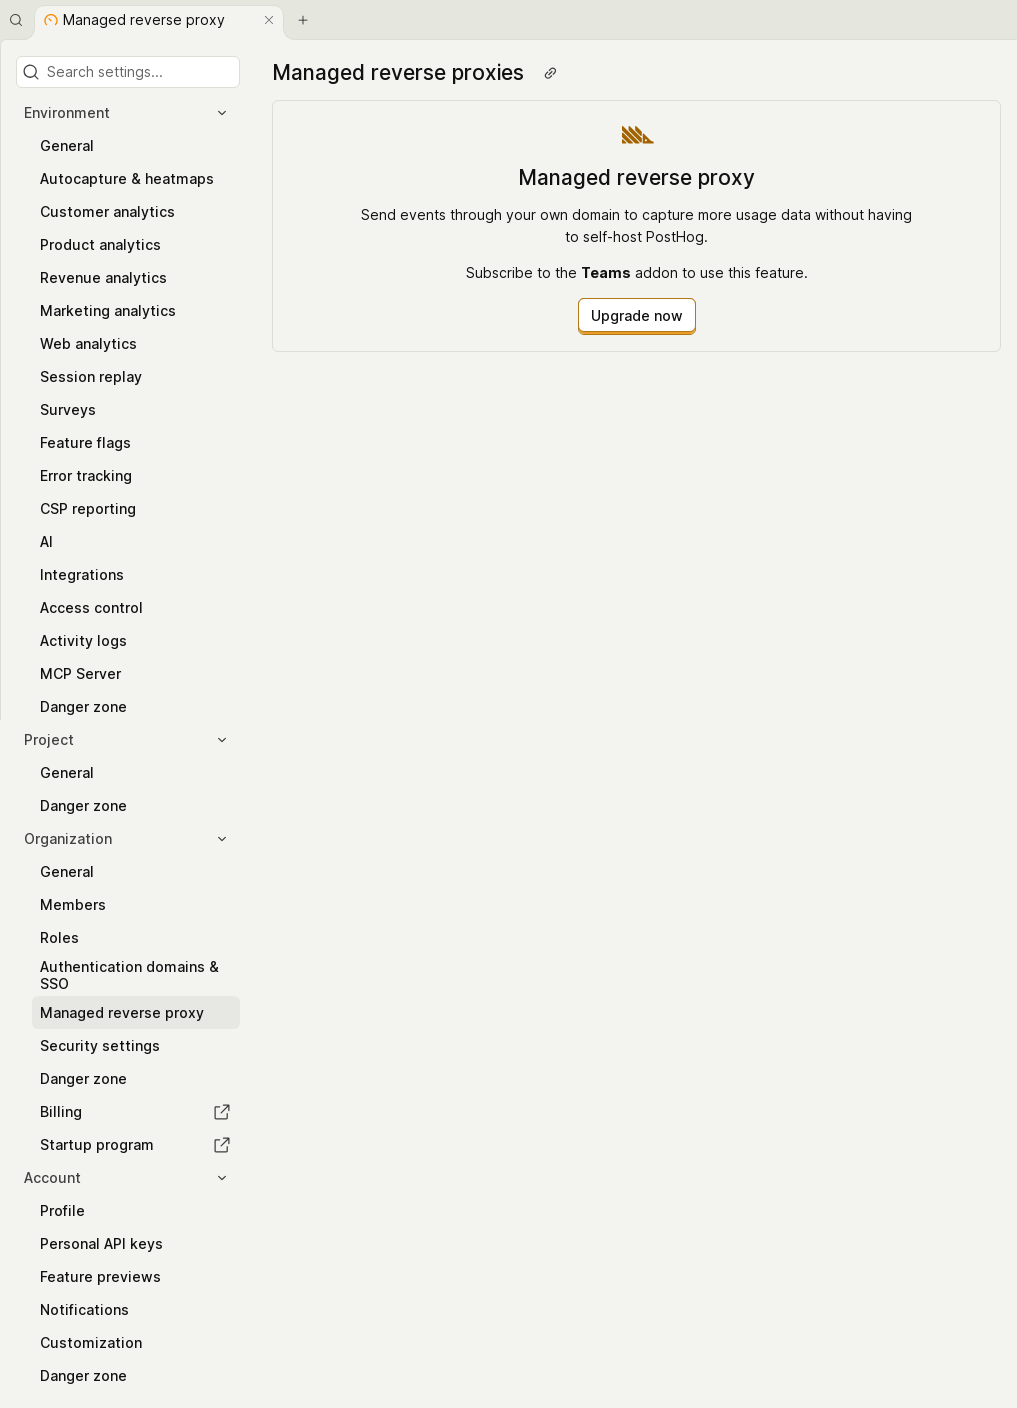 Managed reverse proxy
Search settings...
Environment
General
Autocapture & heatmaps
Customer analytics
Product analytics
Revenue analytics
Marketing analytics
Web analytics
Session replay
Surveys
Feature flags
Error tracking
CSP reporting
AI
Integrations
Access control
Activity logs
MCP Server
Danger zone
Project
General
Danger zone
Organization
General
Members
Roles
Authentication domains &
SSO
Managed reverse proxy
Security settings
Danger zone
Billing
Startup program
Account
Profile
Personal API keys
Feature previews
Notifications
Customization
Danger zone
Managed reverse proxies
Managed reverse proxy
Send events through your own domain to capture more usage data without having
to self-host PostHog.
Subscribe to the Teams addon to use this feature.
Upgrade now